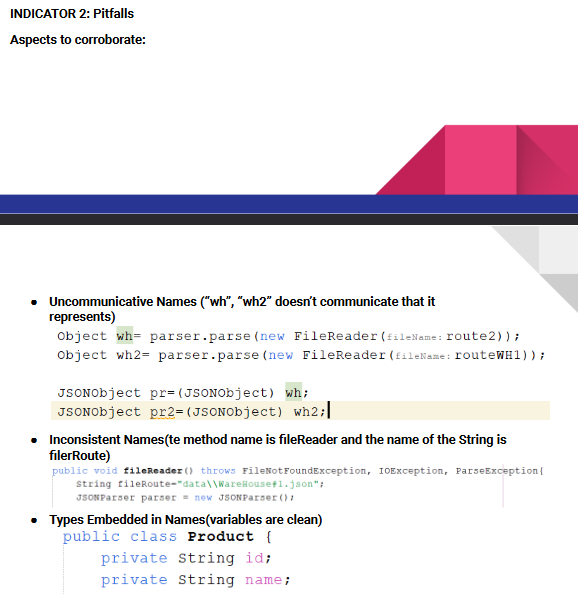 INDICATOR 2: Pitfalls
Aspects to corroborate:
• Uncommunicative Names ("wh", "wh2" doesn't communicate that it
represents)
Object wh= parser.parse(new FileReader(fileName: route2));
Object wh2= parser.parse(new FileReader(fileName: routeWH1));
JSONObject pr=(JSONObject) wh;
JSONObject pr2=(JSONObject) wh2;
• Inconsistent Names(te method name is fileReader and the name of the String is
filerRoute)
public void fileReader() throws FileNotFoundException, IOException, ParseException{
String fileRoute="data\\WareHouse#1.json";
JSONParser parser = new JSONParser();
• Types Embedded in Names(variables are clean)
public class Product {
private String id;
private String name;